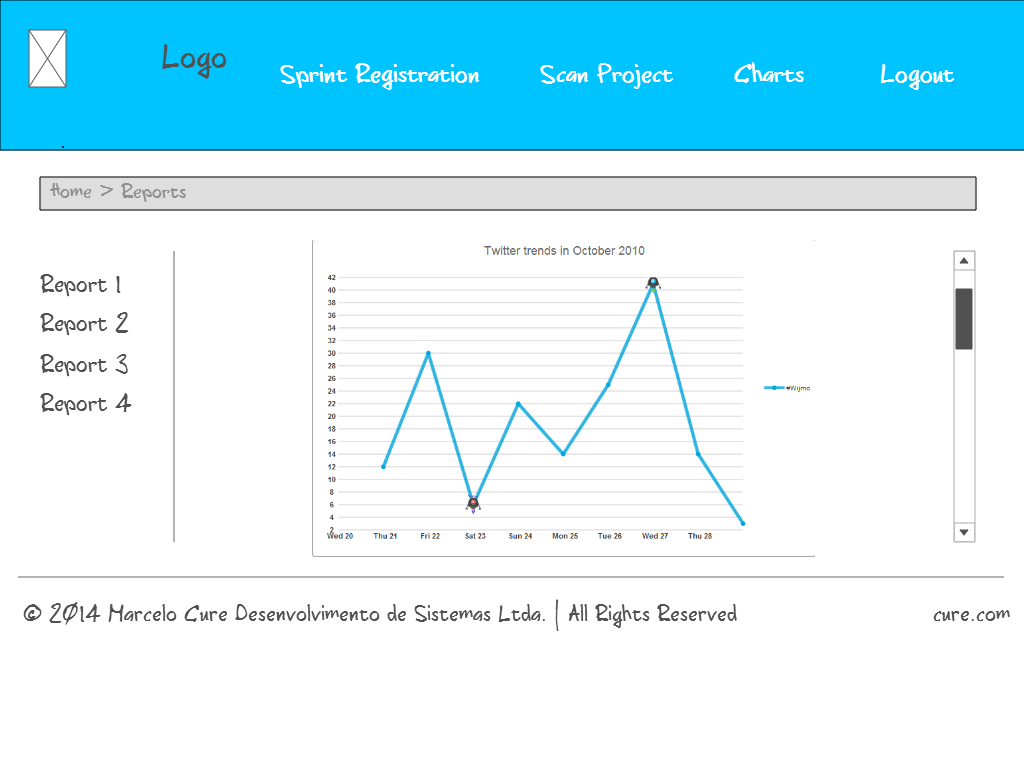 Logo
Sprint Registration Scan Project Charts Logout
Home > Reports
Report 1
Report 2
Report 3
Report 4
Twitter trends in October 2010
42
40
38
36
34
32
30
28
26
24
22
20
18
16
14
12
10
8
6
4
2
Wed 20 Thu 21 Fri 22 Sat 23 Sun 24 Mon 25 Tue 26 Wed 27 Thu 28
#Wijmo
© 2014 Marcelo Cure Desenvolvimento de Sistemas Ltda. | All Rights Reserved cure.com